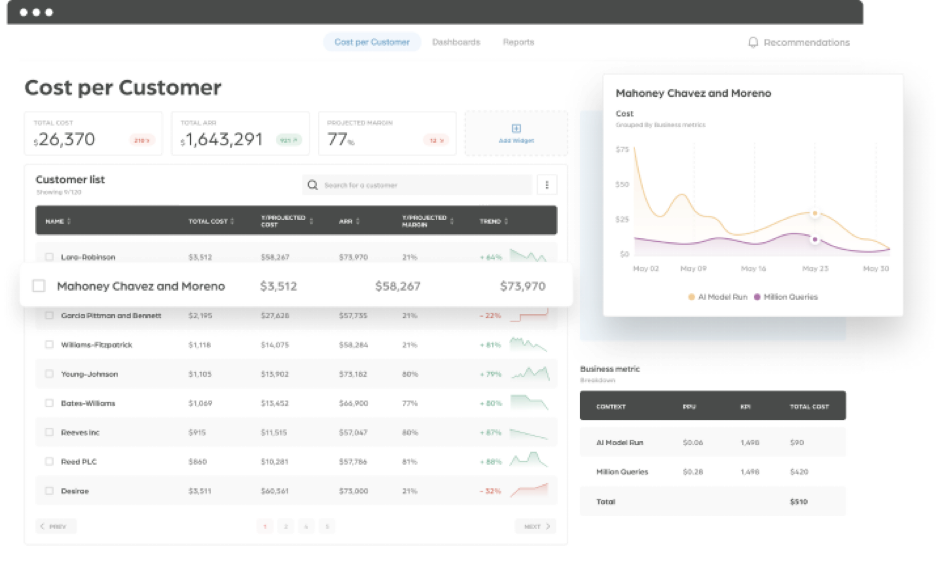 Cost per Customer Dashboards Reports Recommendations
Cost per Customer
TOTAL COST
$26,370
TOTAL ARR
$1,643,291
PROJECTED MARGIN
77%
Add Widget
Customer list
Showing 9/120
Search for a customer
NAME TOTAL COST Y/PROJECTED COST ARR Y/PROJECTED MARGIN TREND
Laro-Robinson $3,512 $58,267 $73,970 21% + 64%
Mahoney Chavez and Moreno $3,512 $58,267 $73,970
Garcia Pittman and Bennett $2,195 $27,628 $57,735 21% - 22%
Williams-Fitzpatrick $1,118 $14,075 $58,284 21% + 81%
Young-Johnson $1,105 $13,902 $73,182 80% + 79%
Bates-Williams $1,069 $13,452 $66,900 77% + 80%
Reeves Inc $915 $11,515 $57,047 80% + 87%
Reed PLC $860 $10,281 $57,786 81% + 88%
Desirae $3,511 $60,561 $73,000 21% - 32%
PREV 1 2 4 NEXT
Mahoney Chavez and Moreno
Cost
Grouped By Business metrics
$75
$50
$25
$0
May 02 May 09 May 16 May 23 May 30
AI Model Run Million Queries
Business metric
Breakdown
CONTEXT PPU KPI TOTAL COST
AI Model Run $0.06 1,498 $90
Million Queries $0.28 1,498 $420
Total $510